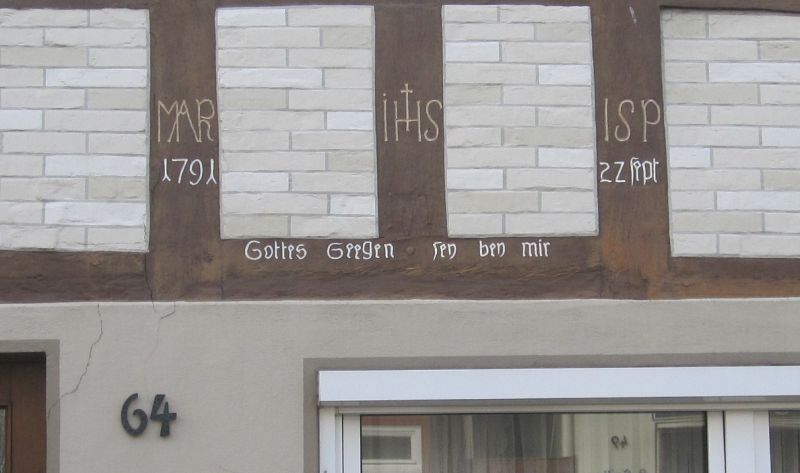 MAR IHS ISP
1791 22 sept
Gottes Seegen sey bey mir
64